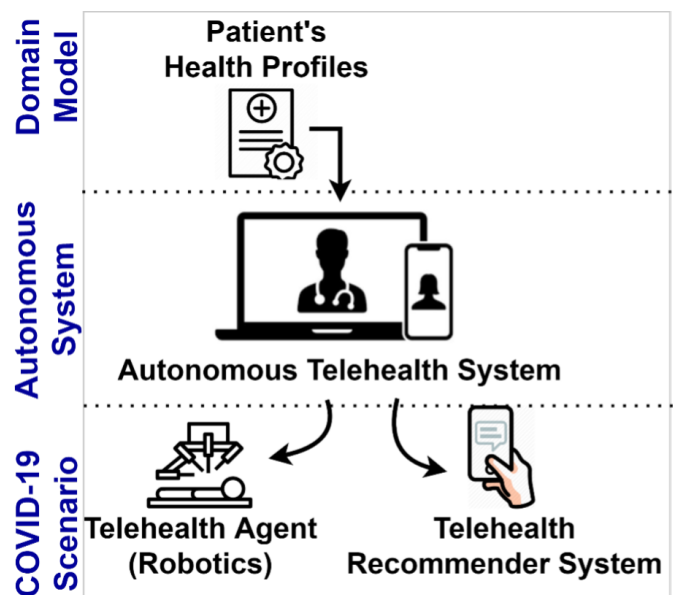 Domain
Model
Patient's
Health Profiles
Autonomous
System
Autonomous Telehealth System
COVID-19
Scenario
Telehealth Agent
(Robotics)
Telehealth
Recommender System